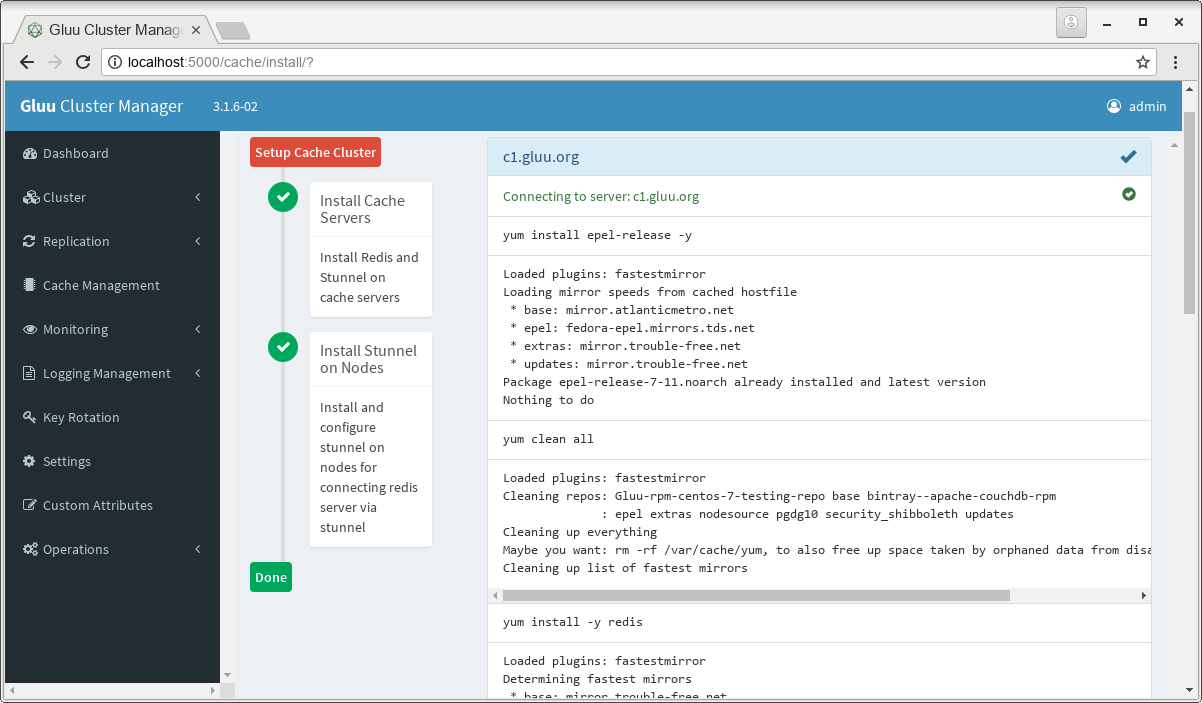 Gluu Cluster Manag
localhost:5000/cache/install/?
Gluu Cluster Manager 3.1.6-02 admin
Dashboard
Cluster
Replication
Cache Management
Monitoring
Logging Management
Key Rotation
Settings
Custom Attributes
Operations
Setup Cache Cluster
Install Cache
Servers
Install Redis and
Stunnel on
cache servers
Install Stunnel
on Nodes
Install and
configure
stunnel on
nodes for
connecting redis
server via
stunnel
Done
c1.gluu.org
Connecting to server: c1.gluu.org
yum install epel-release -y
Loaded plugins: fastestmirror
Loading mirror speeds from cached hostfile
* base: mirror.atlanticmetro.net
* epel: fedora-epel.mirrors.tds.net
* extras: mirror.trouble-free.net
* updates: mirror.trouble-free.net
Package epel-release-7-11.noarch already installed and latest version
Nothing to do
yum clean all
Loaded plugins: fastestmirror
Cleaning repos: Gluu-rpm-centos-7-testing-repo base bintray--apache-couchdb-rpm
: epel extras nodesource pgdg10 security_shibboleth updates
Cleaning up everything
Maybe you want: rm -rf /var/cache/yum, to also free up space taken by orphaned data from disa
Cleaning up list of fastest mirrors
yum install -y redis
Loaded plugins: fastestmirror
Determining fastest mirrors
* base: mirror.trouble-free.net